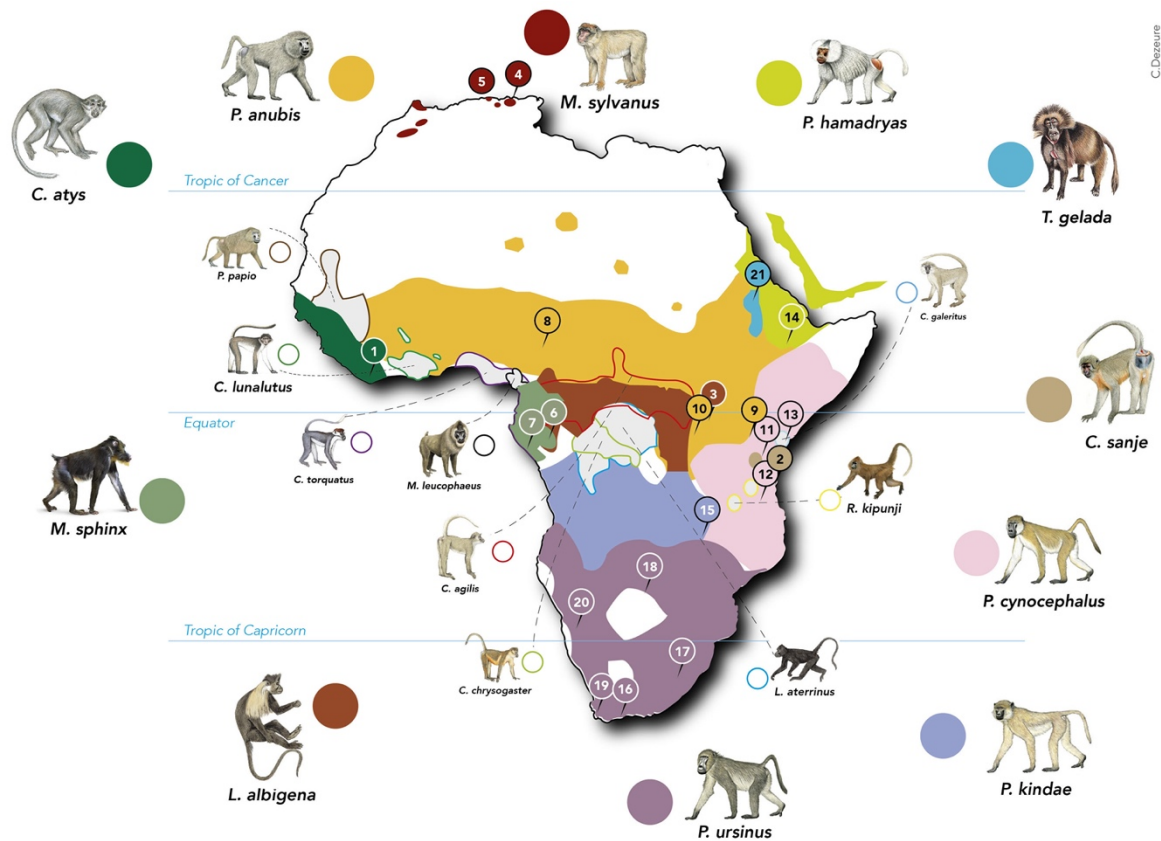 C.Dezeure
P. anubis
M. sylvanus
P. hamadryas
C. atys
T. gelada
Tropic of Cancer
P. papio
C. galeritus
C. lunalutus
C. sanje
Equator
C. torquatus
M. leucophaeus
M. sphinx
R. kipunji
C. agilis
P. cynocephalus
Tropic of Capricorn
C. chrysogaster
L. aterrinus
L. albigena
P. kindae
P. ursinus
5
4
21
14
8
1
3
10
9
13
11
7
6
2
12
15
18
20
17
19
16